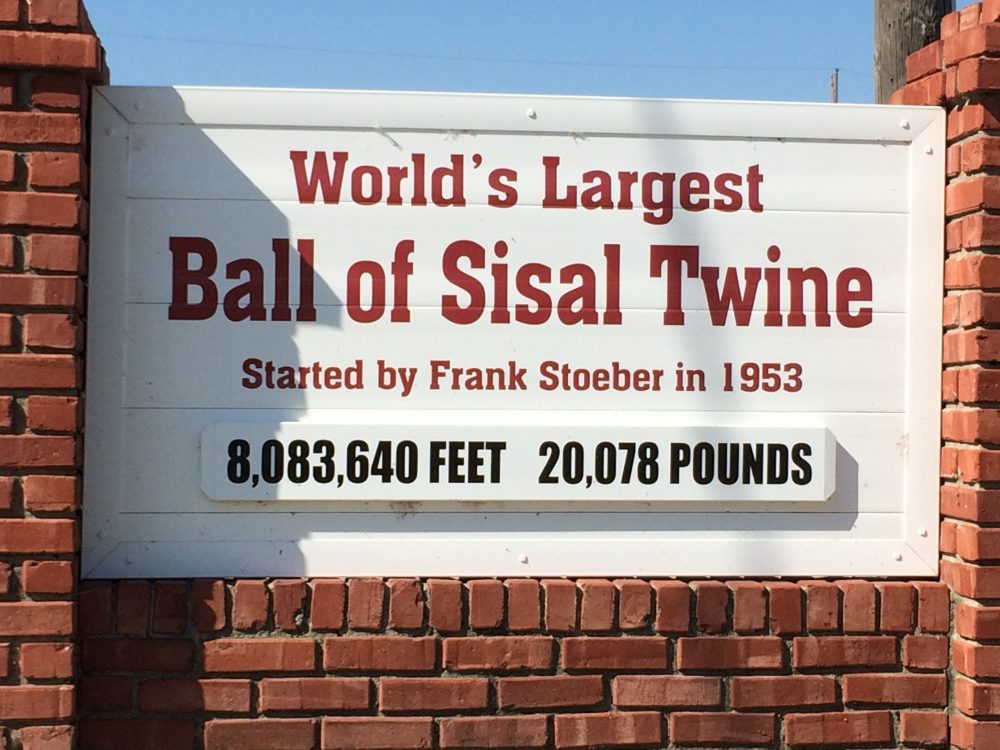 World's Largest
Ball of Sisal Twine
Started by Frank Stoeber in 1953
8,083,640 FEET 20,078 POUNDS